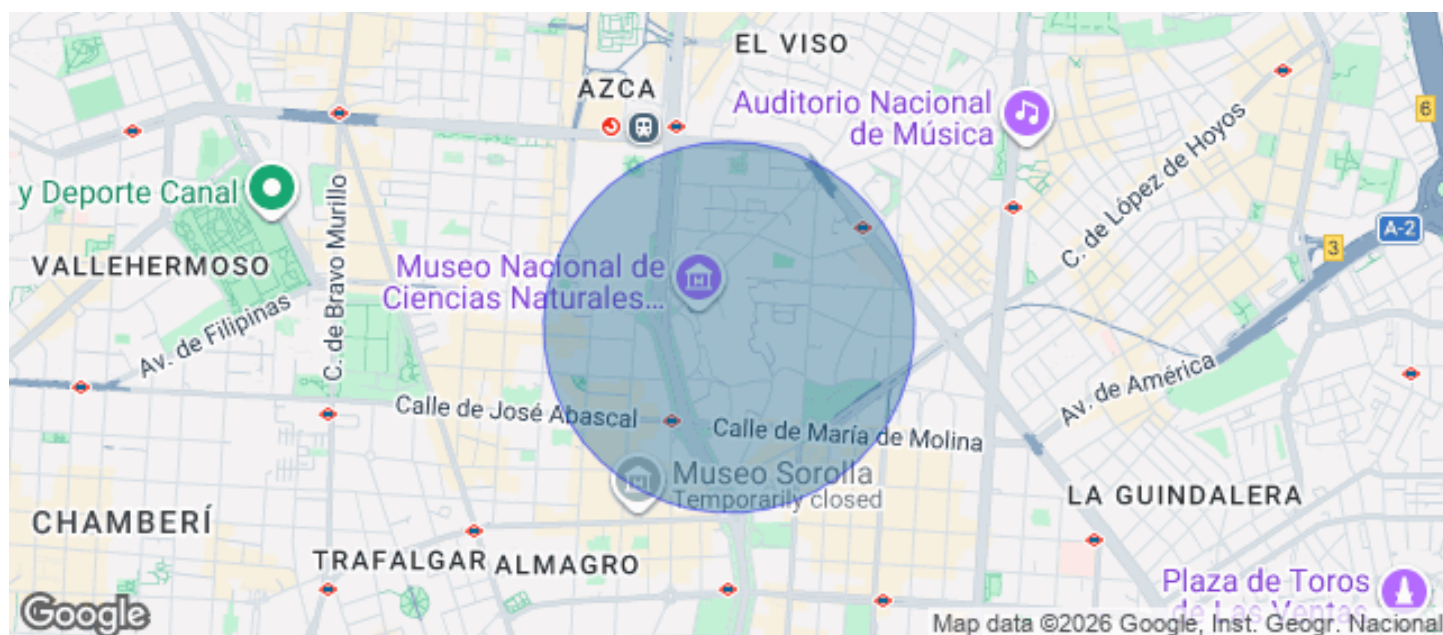 EL VISO
AZCA
Auditorio Nacional
de Música
6
C. de López de Hoyos
y Deporte Canal
C. de Bravo Murillo
A-2
3
VALLEHERMOSO
Museo Nacional de
Ciencias Naturales...
Av. de Filipinas
Av. de América
Calle de José Abascal
Calle de María de Molina
Museo Sorolla
Temporarily closed
LA GUINDALERA
CHAMBERÍ
TRAFALGAR
ALMAGRO
Plaza de Toros
de Las Ventas
Google
Map data ©2026 Google, Inst. Geogr. Nacional